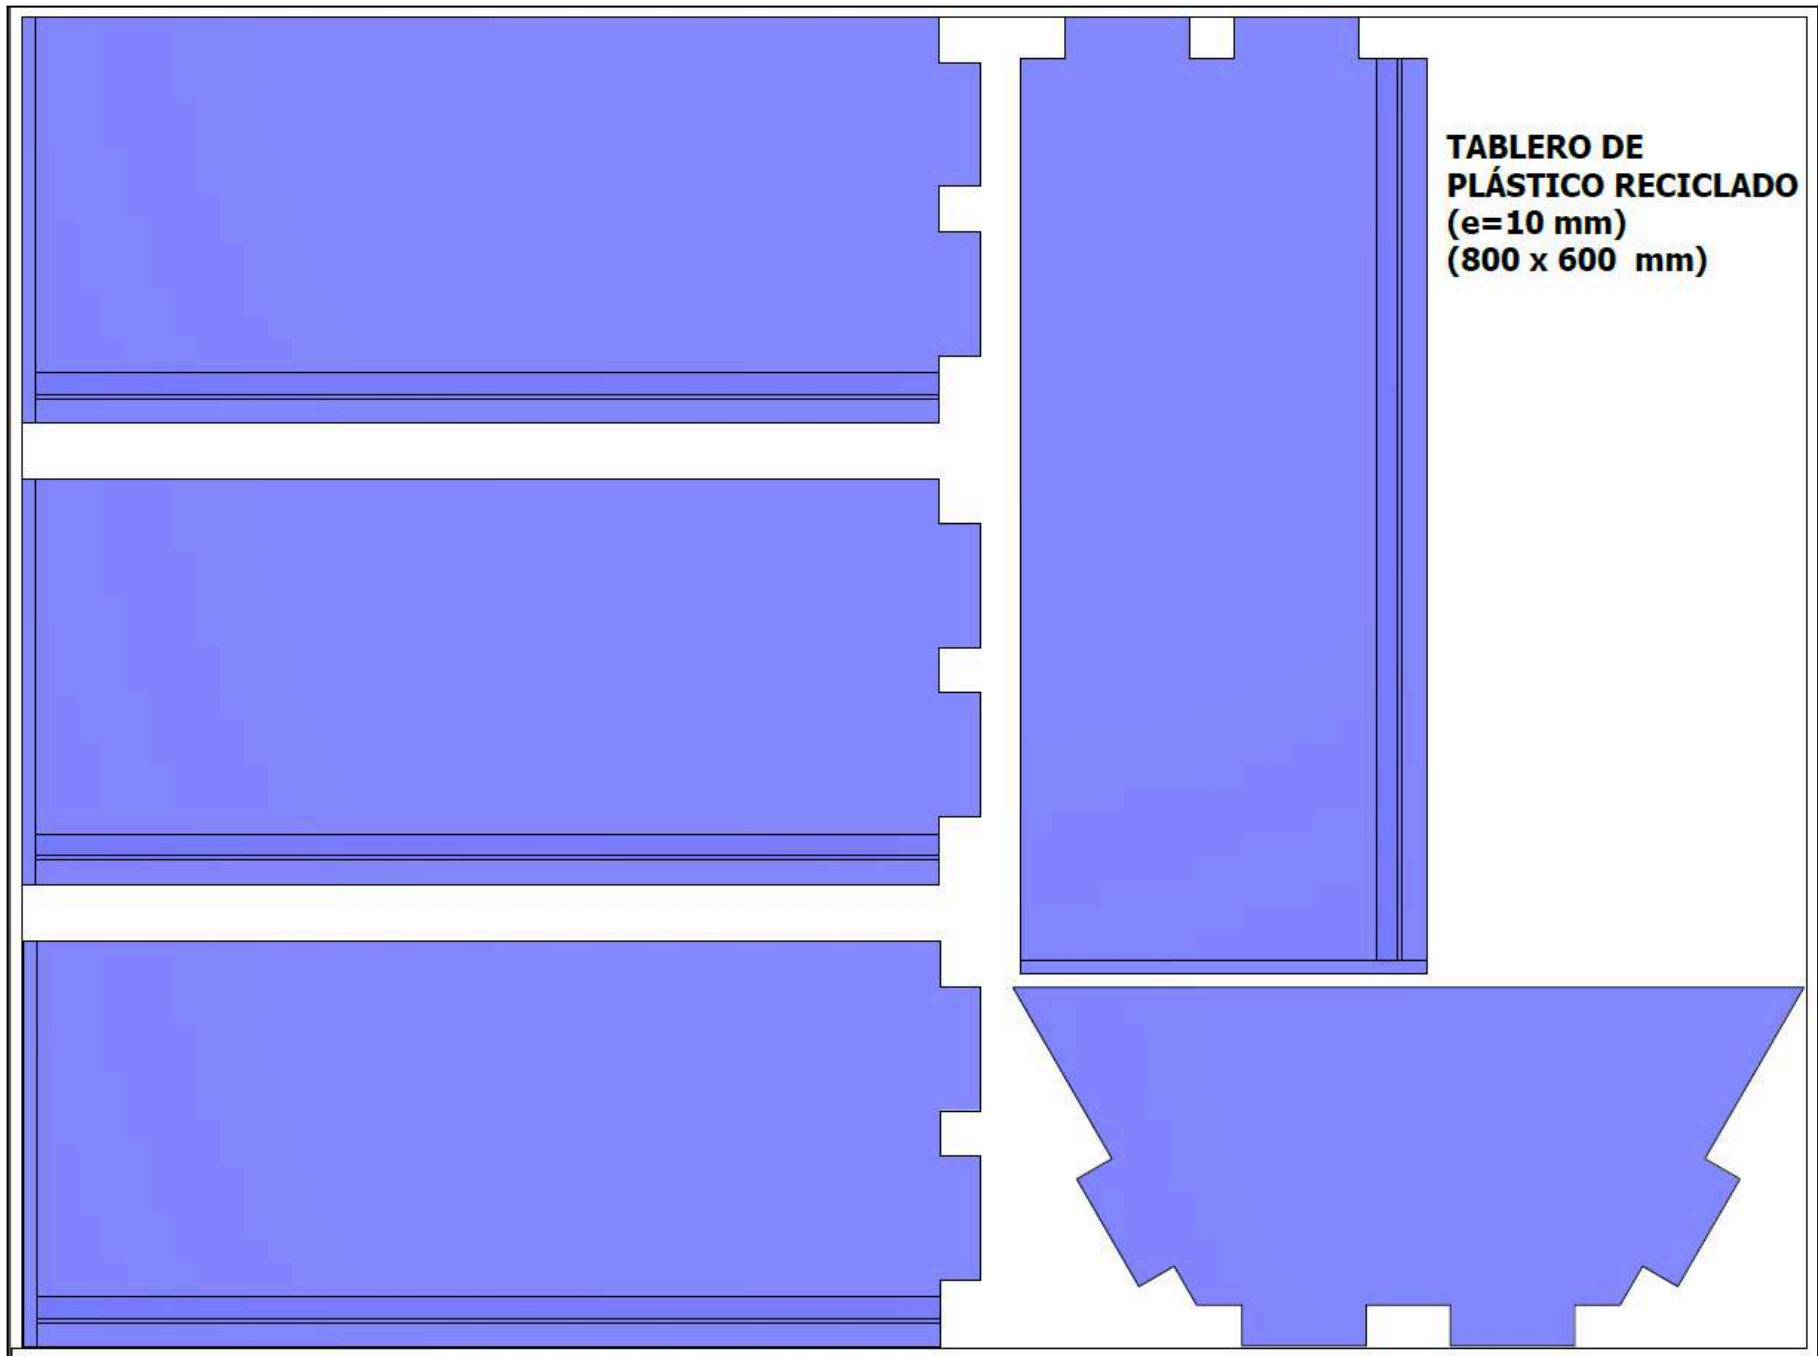 TABLERO DE
PLÁSTICO RECICLADO
(e=10 mm)
(800 x 600 mm)